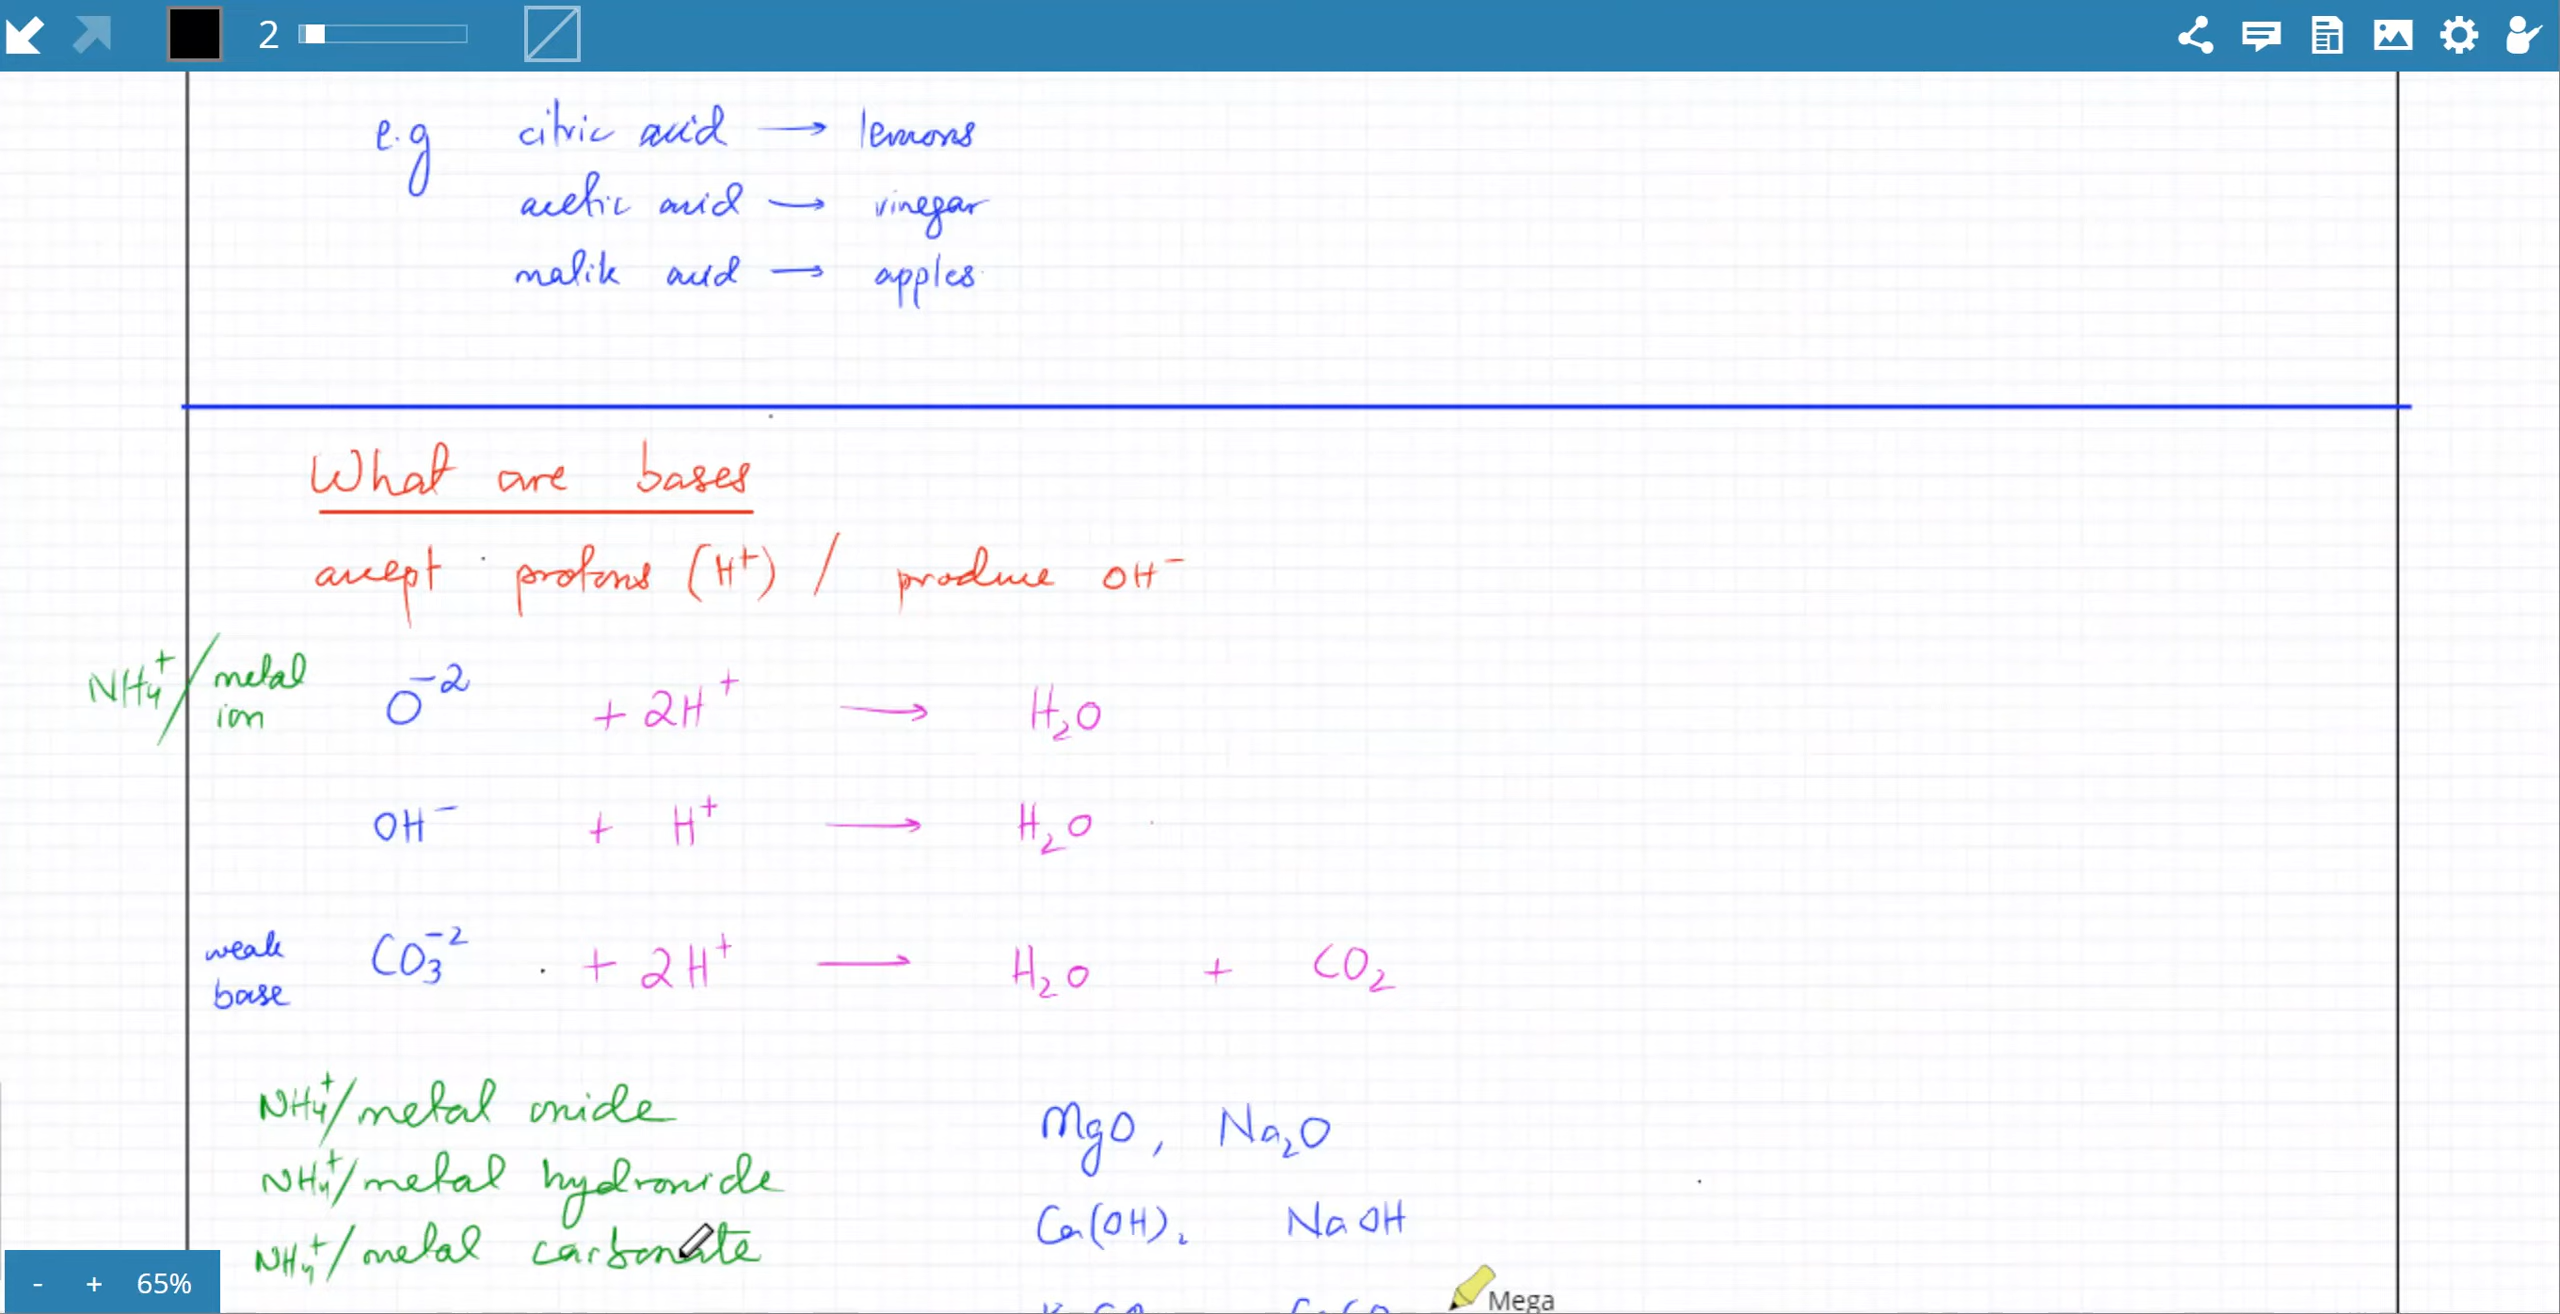 2
e.g citric acid → lemons
acetic acid → vinegar
malik acid → apples
What are bases
accept protons (H⁺) / produce OH⁻
NH₄⁺/metal ion O⁻² + 2H⁺ → H₂O
OH⁻ + H⁺ → H₂O
weak base CO₃⁻² + 2H⁺ → H₂O + CO₂
NH₄⁺/metal oxide MgO, Na₂O
NH₄⁺/metal hydroxide Ca(OH)₂ NaOH
NH₄⁺/metal carbonate
- + 65%
Mega